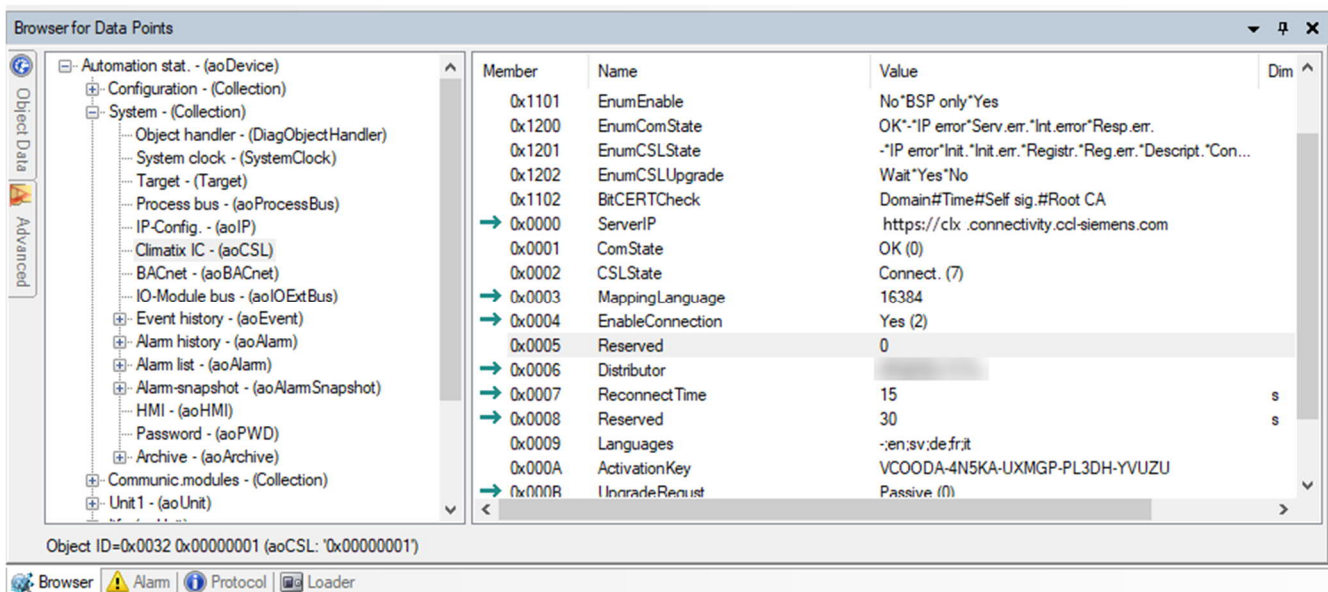 Browser for Data Points
Object Data
Advanced
Automation stat. - (aoDevice)
Configuration - (Collection)
System - (Collection)
Object handler - (DiagObjectHandler)
System clock - (SystemClock)
Target - (Target)
Process bus - (aoProcessBus)
IP-Config. - (aoIP)
Climatix IC - (aoCSL)
BACnet - (aoBACnet)
IO-Module bus - (aoIOExtBus)
Event history - (aoEvent)
Alarm history - (aoAlarm)
Alarm list - (aoAlarm)
Alarm-snapshot - (aoAlarmSnapshot)
HMI - (aoHMI)
Password - (aoPWD)
Archive - (aoArchive)
Communic.modules - (Collection)
Unit1 - (aoUnit)
Member Name Value Dim
0x1101 EnumEnable No*BSP only*Yes
0x1200 EnumComState OK*-*IP error*Serv.err.*Int.error*Resp.err.
0x1201 EnumCSLState -*IP error*Init.*Init.err.*Registr.*Reg.err.*Descript.*Con...
0x1202 EnumCSLUpgrade Wait*Yes*No
0x1102 BitCERTCheck Domain#Time#Self sig.#Root CA
0x0000 ServerIP https://clx .connectivity.ccl-siemens.com
0x0001 ComState OK (0)
0x0002 CSLState Connect. (7)
0x0003 MappingLanguage 16384
0x0004 EnableConnection Yes (2)
0x0005 Reserved 0
0x0006 Distributor
0x0007 ReconnectTime 15 s
0x0008 Reserved 30 s
0x0009 Languages -;en;sv;de;fr;it
0x000A ActivationKey VCOODA-4N5KA-UXMGP-PL3DH-YVUZU
0x000B UpgradeRequst Passive (0)
Object ID=0x0032 0x00000001 (aoCSL: '0x00000001')
Browser Alarm Protocol Loader